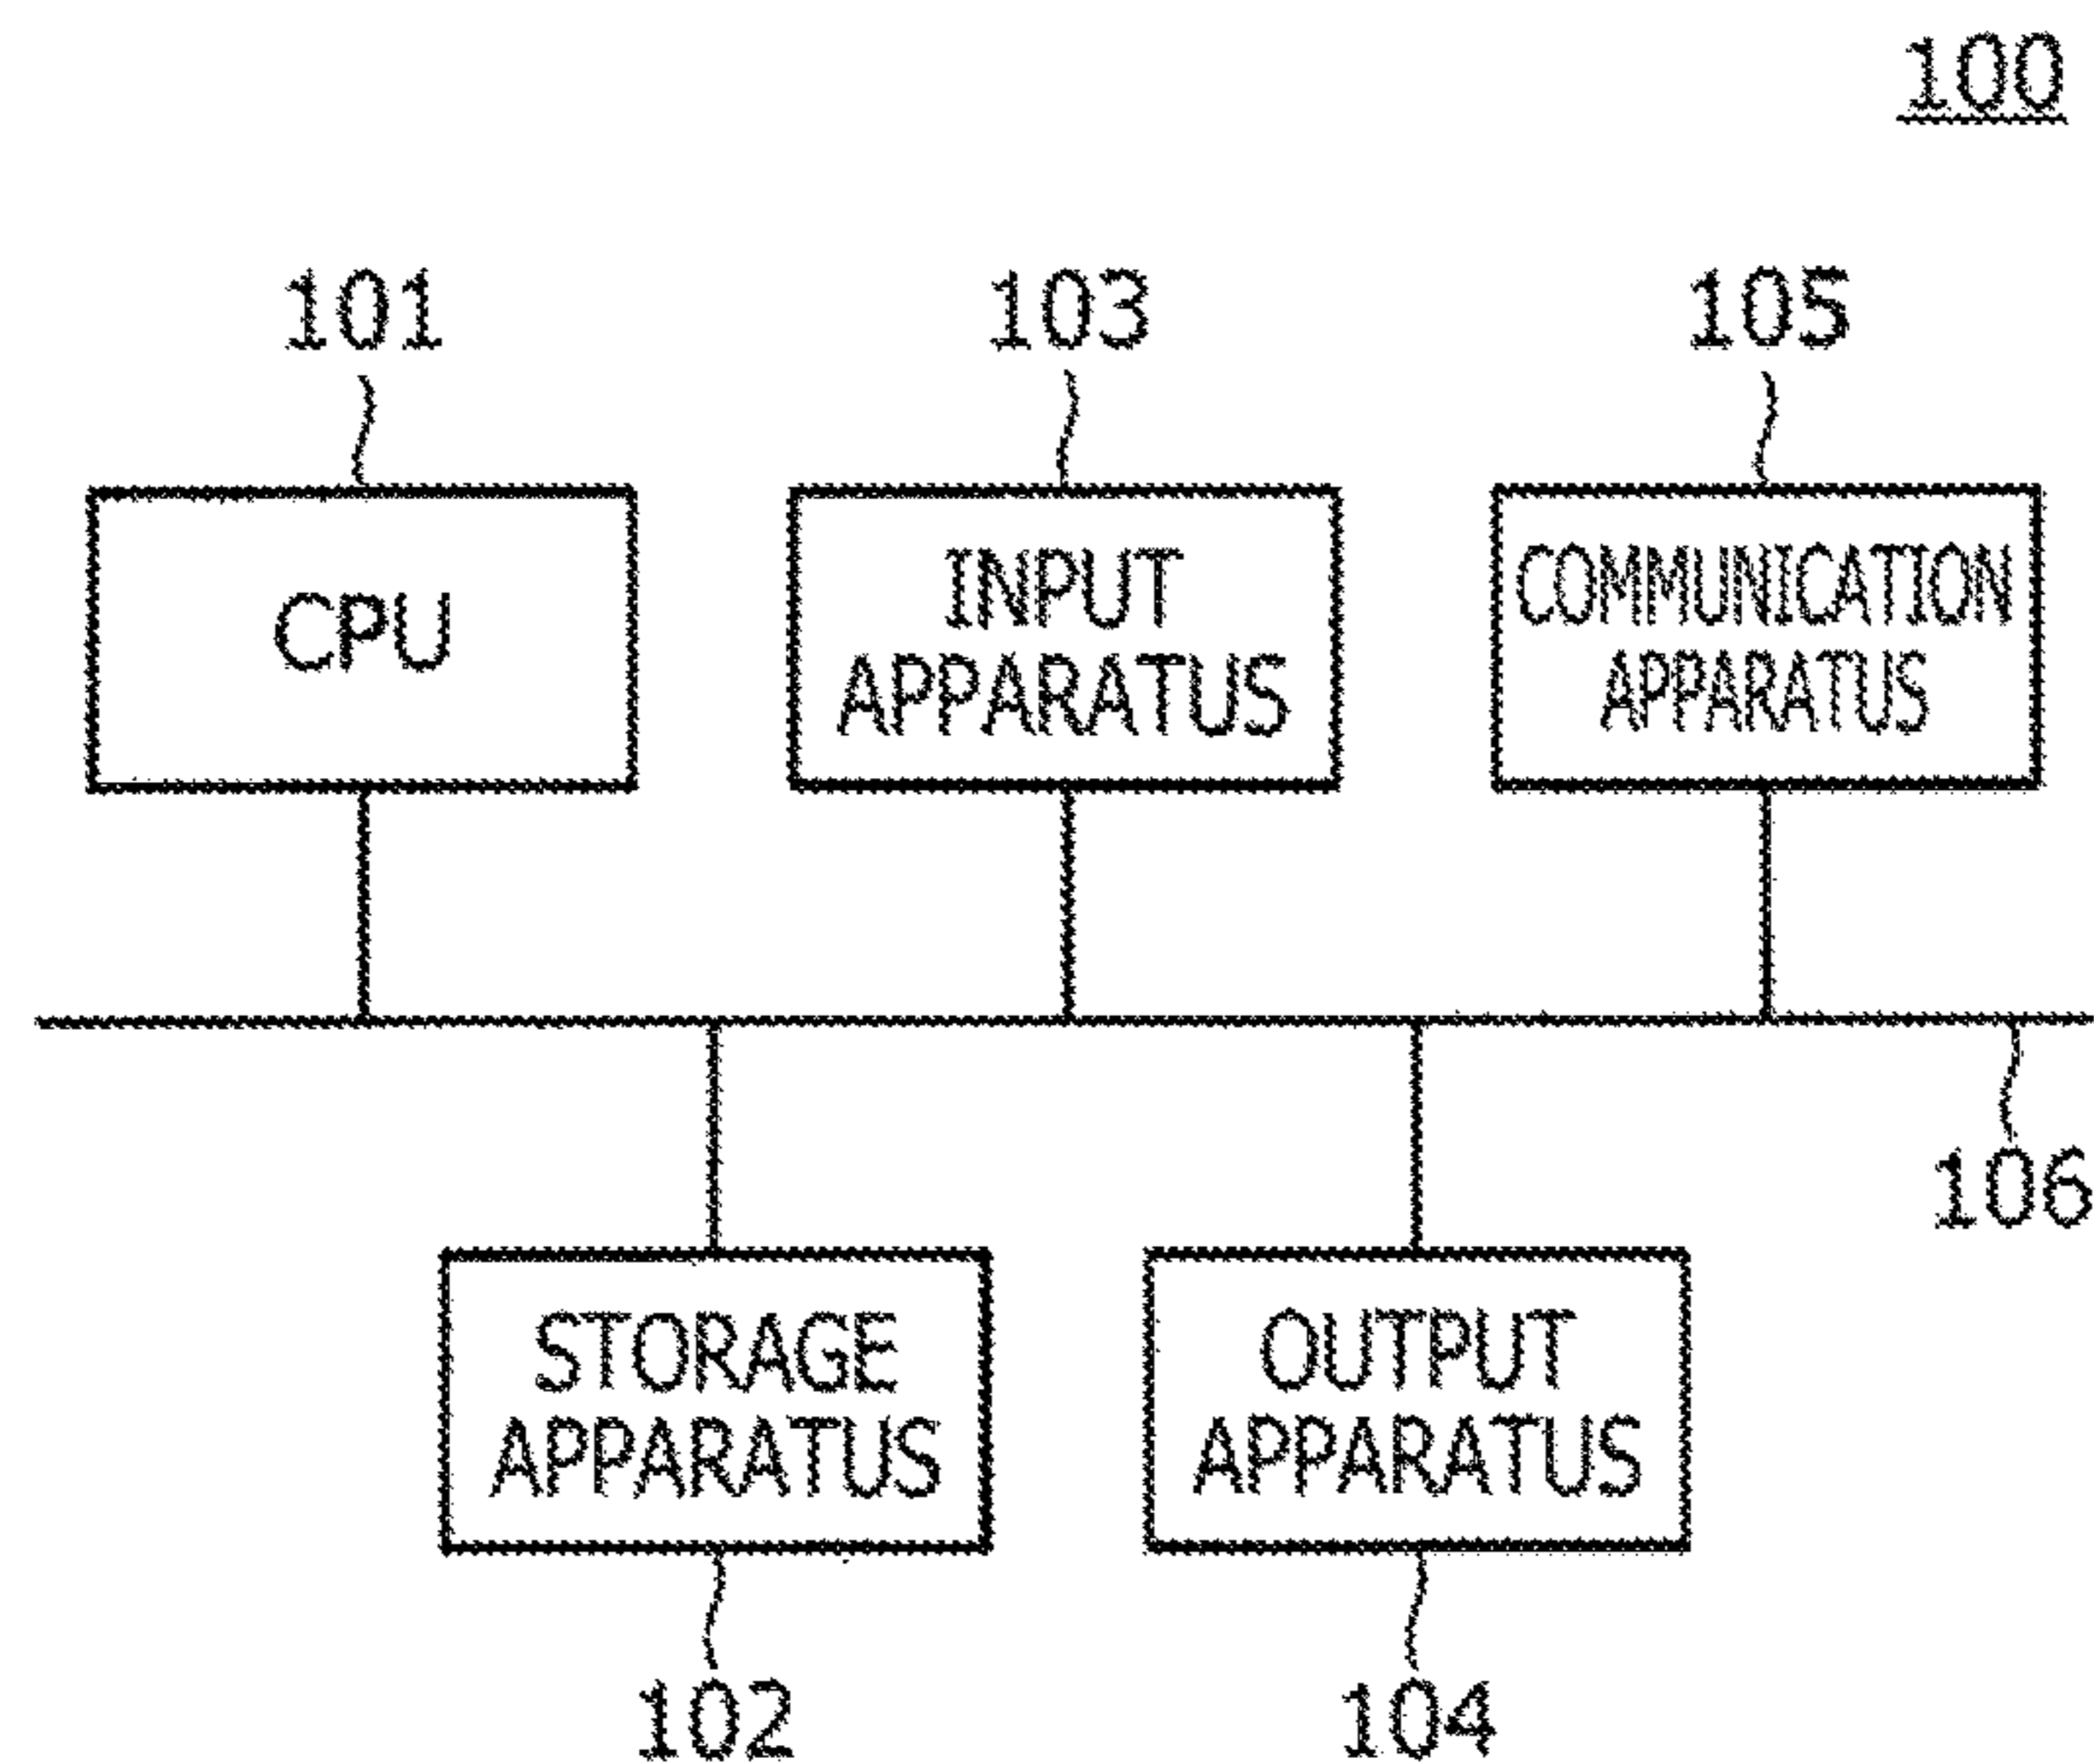 100
101
103
105
CPU
INPUT
APPARATUS
COMMUNICATION
APPARATUS
106
STORAGE
APPARATUS
OUTPUT
APPARATUS
102
104